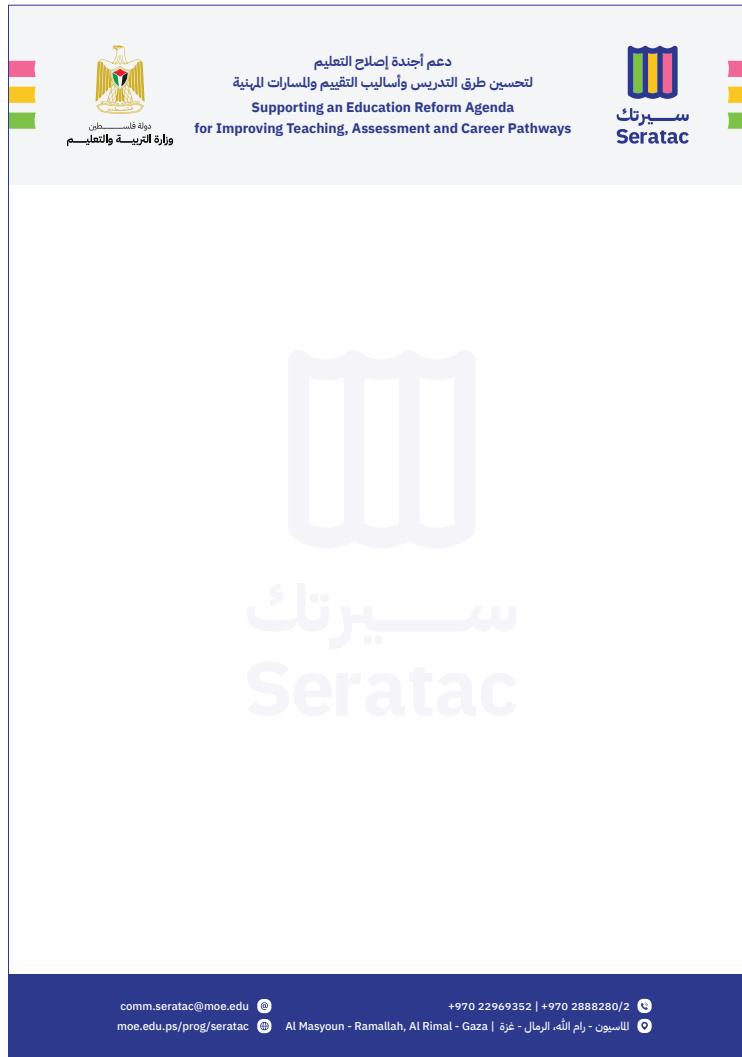 دعم أجندة إصلاح التعليم
لتحسين طرق التدريس وأساليب التقييم والمسارات المهنية
Supporting an Education Reform Agenda
for Improving Teaching, Assessment and Career Pathways
سيرتك
Seratac
دولة فلسطين
وزارة التربية والتعليم
سيرتك
Seratac
+970 22969352 | +970 2888280/2
comm.seratac@moe.edu
الماسيون - رام الله، الرمال - غزة | Al Masyoun - Ramallah, Al Rimal - Gaza
moe.edu.ps/prog/seratac